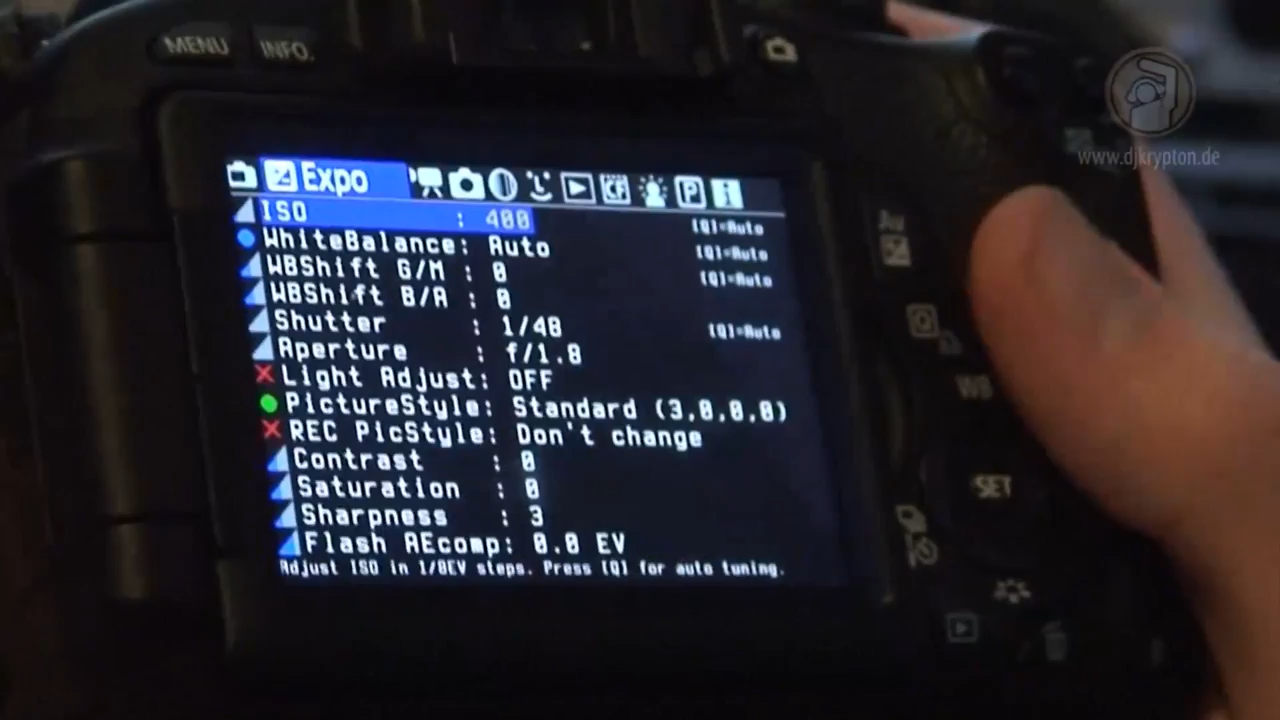 MENU INFO.
www.djkrypton.de
Expo
CF P i
ISO : 400 [Q]=Auto
WhiteBalance: Auto [Q]=Auto
WBShift G/M : 0 [Q]=Auto
WBShift B/A : 0
Shutter : 1/48 [Q]=Auto
Aperture : f/1.8
Light Adjust: OFF
PictureStyle: Standard (3,0,0,0)
REC PicStyle: Don't change
Contrast : 0
Saturation : 0
Sharpness : 3
Flash AEcomp: 0.0 EV
Adjust ISO in 1/8EV steps. Press [Q] for auto tuning.
Av
WB
SET